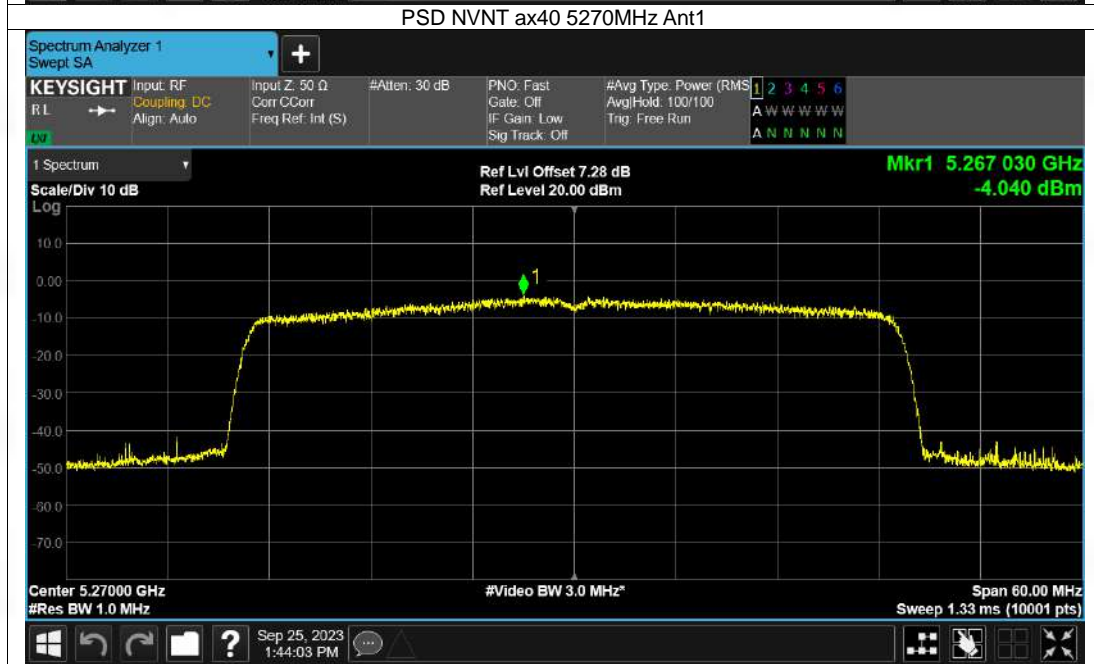 PSD NVNT ax40 5270MHz Ant1
Spectrum Analyzer 1
Swept SA
+
KEYSIGHT
Input: RF
Input Z: 50 Ω
#Atten: 30 dB
PNO: Fast
#Avg Type: Power (RMS
1 2 3 4 5 6
RL
Coupling: DC
Corr CCorr
Gate: Off
Avg|Hold: 100/100
A W W W W W
Align: Auto
Freq Ref: Int (S)
IF Gain: Low
Trig: Free Run
LXI
Sig Track: Off
A N N N N N
1 Spectrum
Ref Lvl Offset 7.28 dB
Mkr1 5.267 030 GHz
Scale/Div 10 dB
Ref Level 20.00 dBm
-4.040 dBm
Log
10.0
0.00
1
-10.0
-20.0
-30.0
-40.0
-50.0
-60.0
-70.0
Center 5.27000 GHz
#Video BW 3.0 MHz*
Span 60.00 MHz
#Res BW 1.0 MHz
Sweep 1.33 ms (10001 pts)
?
Sep 25, 2023
1:44:03 PM